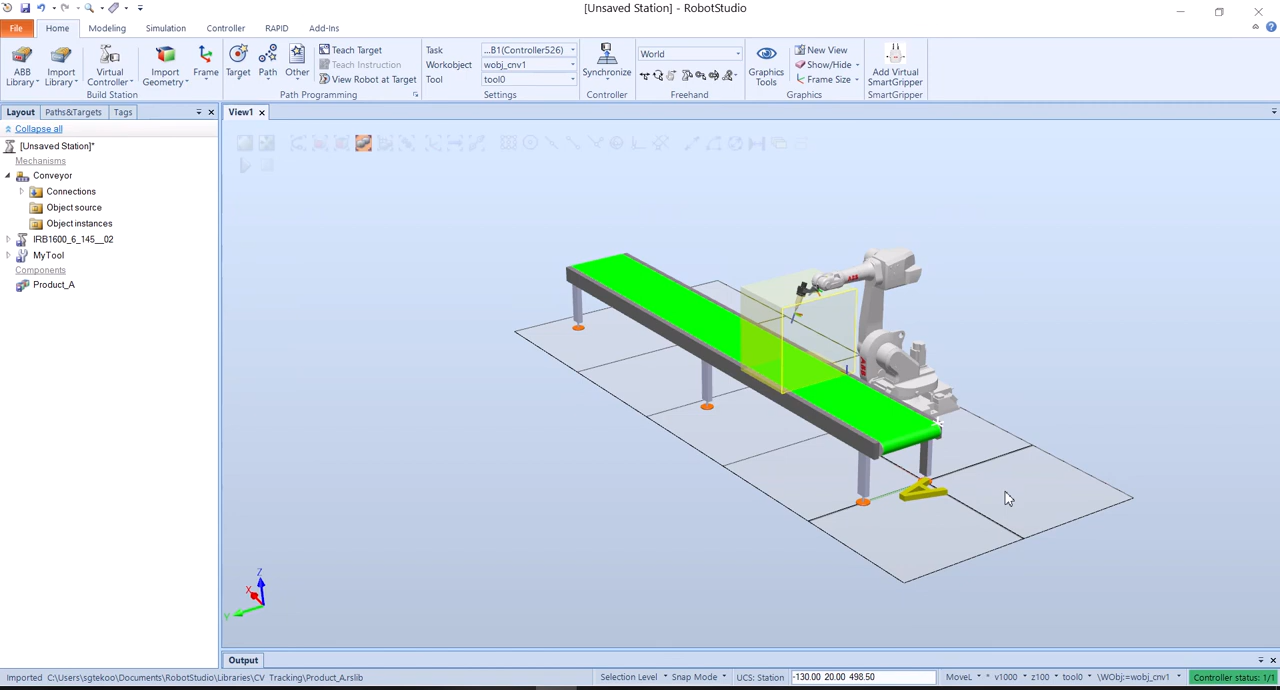 [Unsaved Station] - RobotStudio
File Home Modeling Simulation Controller RAPID Add-Ins
ABB Library Import Library Virtual Controller Import Geometry Frame
Build Station
Target Path Other
Teach Target
Teach Instruction
View Robot at Target
Path Programming
Task ...B1(Controller526)
Workobject wobj_cnv1
Tool tool0
Settings
Synchronize
Controller
World
Freehand
Graphics Tools
New View
Show/Hide
Frame Size
Graphics
Add Virtual SmartGripper
SmartGripper
Layout Paths&Targets Tags
View1
Collapse all
[Unsaved Station]*
Mechanisms
Conveyor
Connections
Object source
Object instances
IRB1600_6_145__02
MyTool
Components
Product_A
Z
X
Y
Output
Imported C:\Users\sgtekoo\Documents\RobotStudio\Libraries\CV Tracking\Product_A.rslib
Selection Level Snap Mode UCS: Station -130.00 20.00 498.50 MoveL * v1000 z100 tool0 \WObj:=wobj_cnv1 Controller status: 1/1